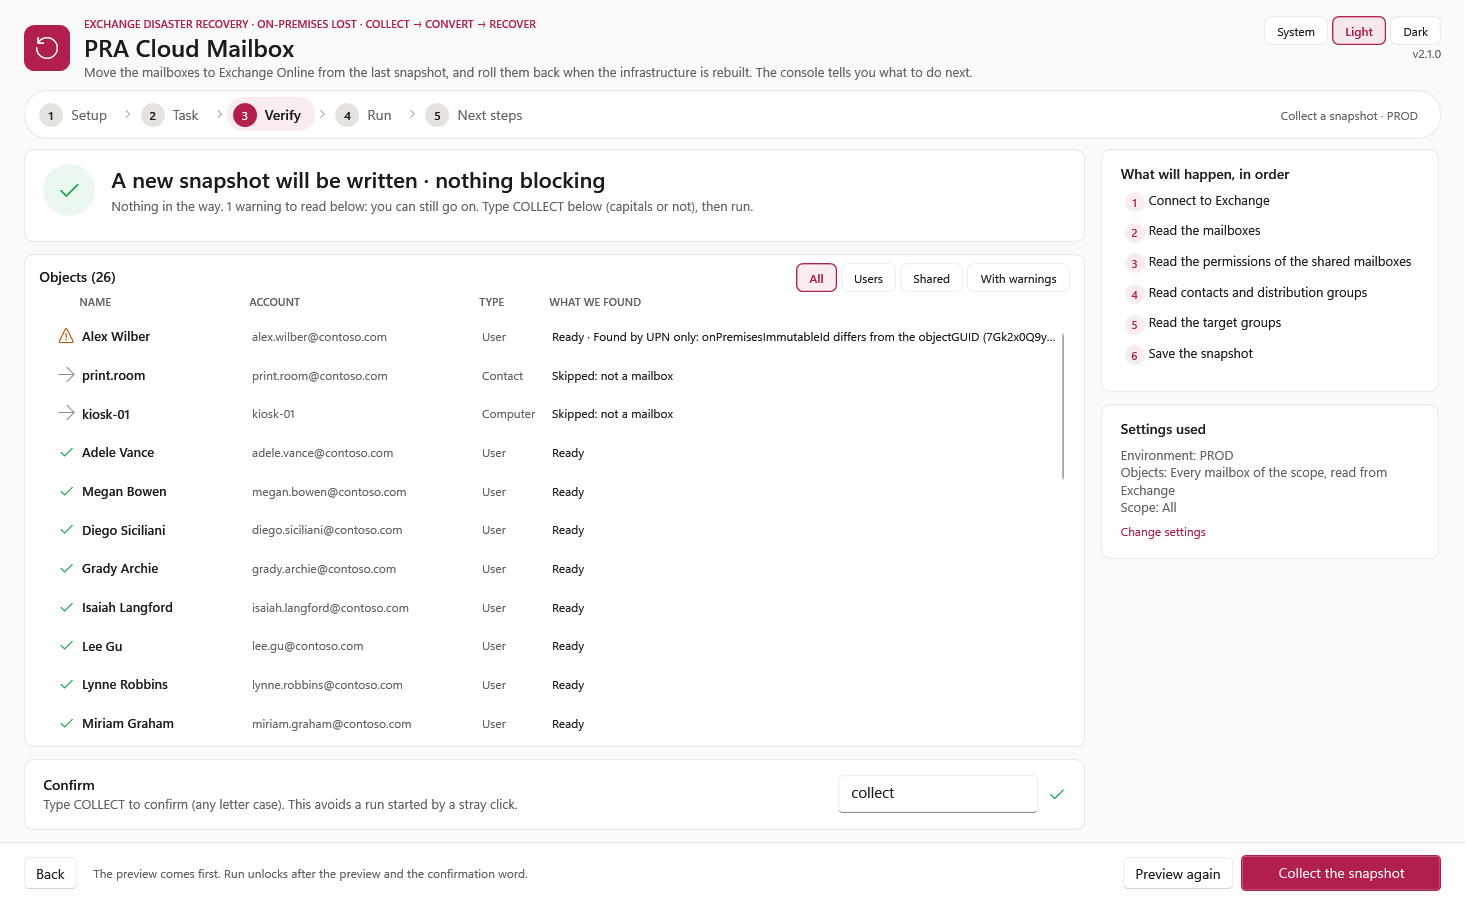 EXCHANGE DISASTER RECOVERY · ON-PREMISES LOST · COLLECT → CONVERT → RECOVER
PRA Cloud Mailbox
Move the mailboxes to Exchange Online from the last snapshot, and roll them back when the infrastructure is rebuilt. The console tells you what to do next.
System
Light
Dark
v2.1.0
1 Setup
2 Task
3 Verify
4 Run
5 Next steps
Collect a snapshot · PROD
A new snapshot will be written · nothing blocking
Nothing in the way. 1 warning to read below: you can still go on. Type COLLECT below (capitals or not), then run.
Objects (26)
All
Users
Shared
With warnings
NAME ACCOUNT TYPE WHAT WE FOUND
Alex Wilber alex.wilber@contoso.com User Ready · Found by UPN only: onPremisesImmutableId differs from the objectGUID (7Gk2x0Q9y...
print.room print.room@contoso.com Contact Skipped: not a mailbox
kiosk-01 kiosk-01 Computer Skipped: not a mailbox
Adele Vance adele.vance@contoso.com User Ready
Megan Bowen megan.bowen@contoso.com User Ready
Diego Siciliani diego.siciliani@contoso.com User Ready
Grady Archie grady.archie@contoso.com User Ready
Isaiah Langford isaiah.langford@contoso.com User Ready
Lee Gu lee.gu@contoso.com User Ready
Lynne Robbins lynne.robbins@contoso.com User Ready
Miriam Graham miriam.graham@contoso.com User Ready
Confirm
Type COLLECT to confirm (any letter case). This avoids a run started by a stray click.
collect
What will happen, in order
1 Connect to Exchange
2 Read the mailboxes
3 Read the permissions of the shared mailboxes
4 Read contacts and distribution groups
5 Read the target groups
6 Save the snapshot
Settings used
Environment: PROD
Objects: Every mailbox of the scope, read from
Exchange
Scope: All
Change settings
Back
The preview comes first. Run unlocks after the preview and the confirmation word.
Preview again
Collect the snapshot